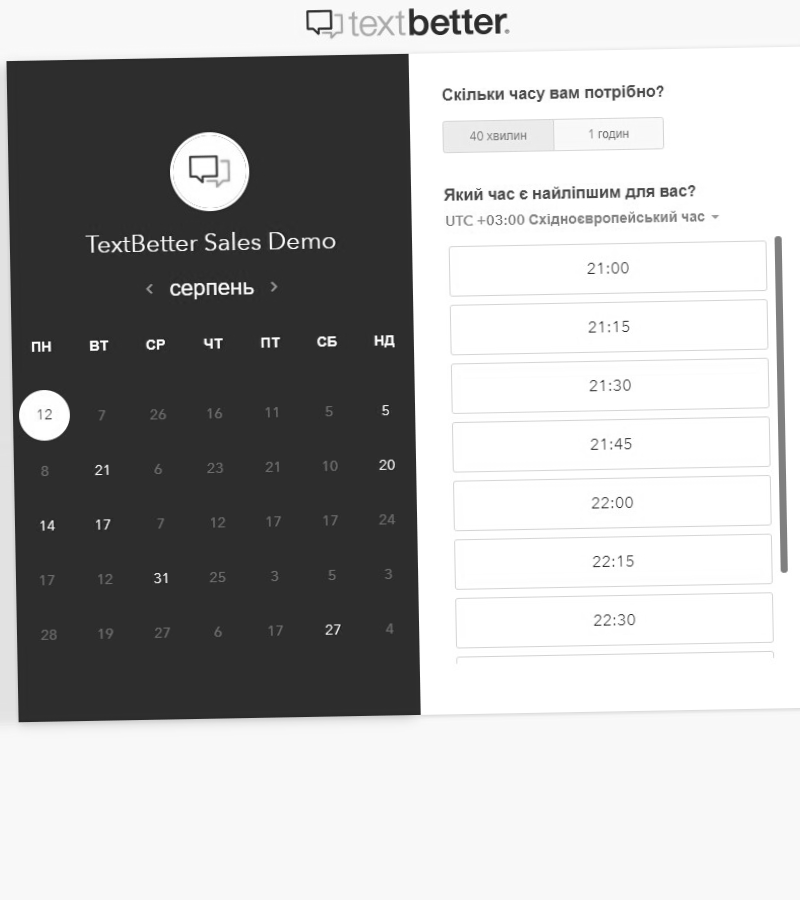 textbetter.
TextBetter Sales Demo
< серпень >
ПН ВТ СР ЧТ ПТ СБ НД
12 7 26 16 11 5 5
8 21 6 23 21 10 20
14 17 7 12 17 17 24
17 12 31 25 3 5 3
28 19 27 6 17 27 4
Скільки часу вам потрібно?
40 хвилин 1 годин
Який час є найліпшим для вас?
UTC +03:00 Східноєвропейський час
21:00
21:15
21:30
21:45
22:00
22:15
22:30